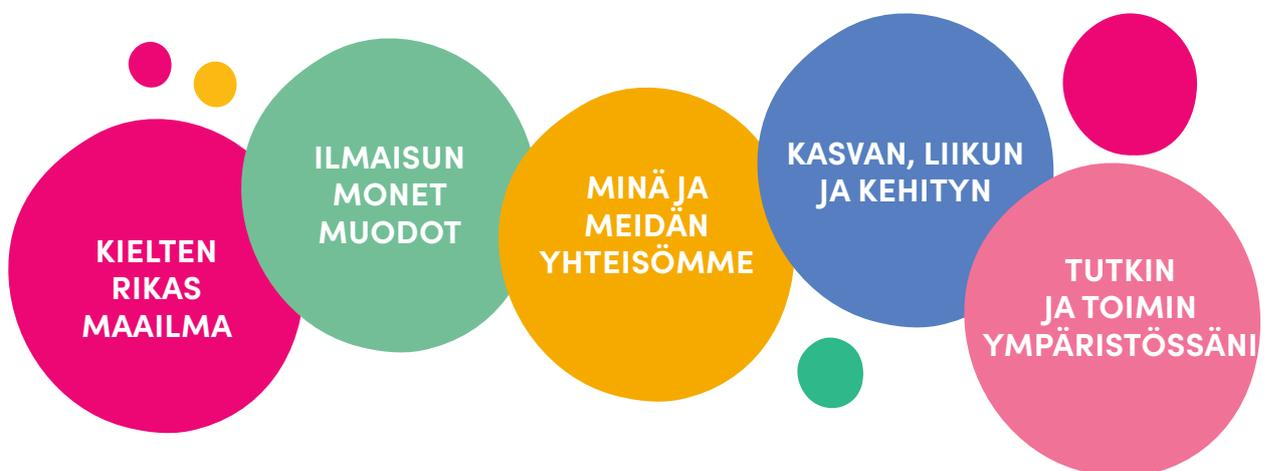 KIELTEN
RIKAS
MAAILMA
ILMAISUN
MONET
MUODOT
MINÄ JA
MEIDÄN
YHTEISÖMME
KASVAN, LIIKUN
JA KEHITYN
TUTKIN
JA TOIMIN
YMPÄRISTÖSSÄNI